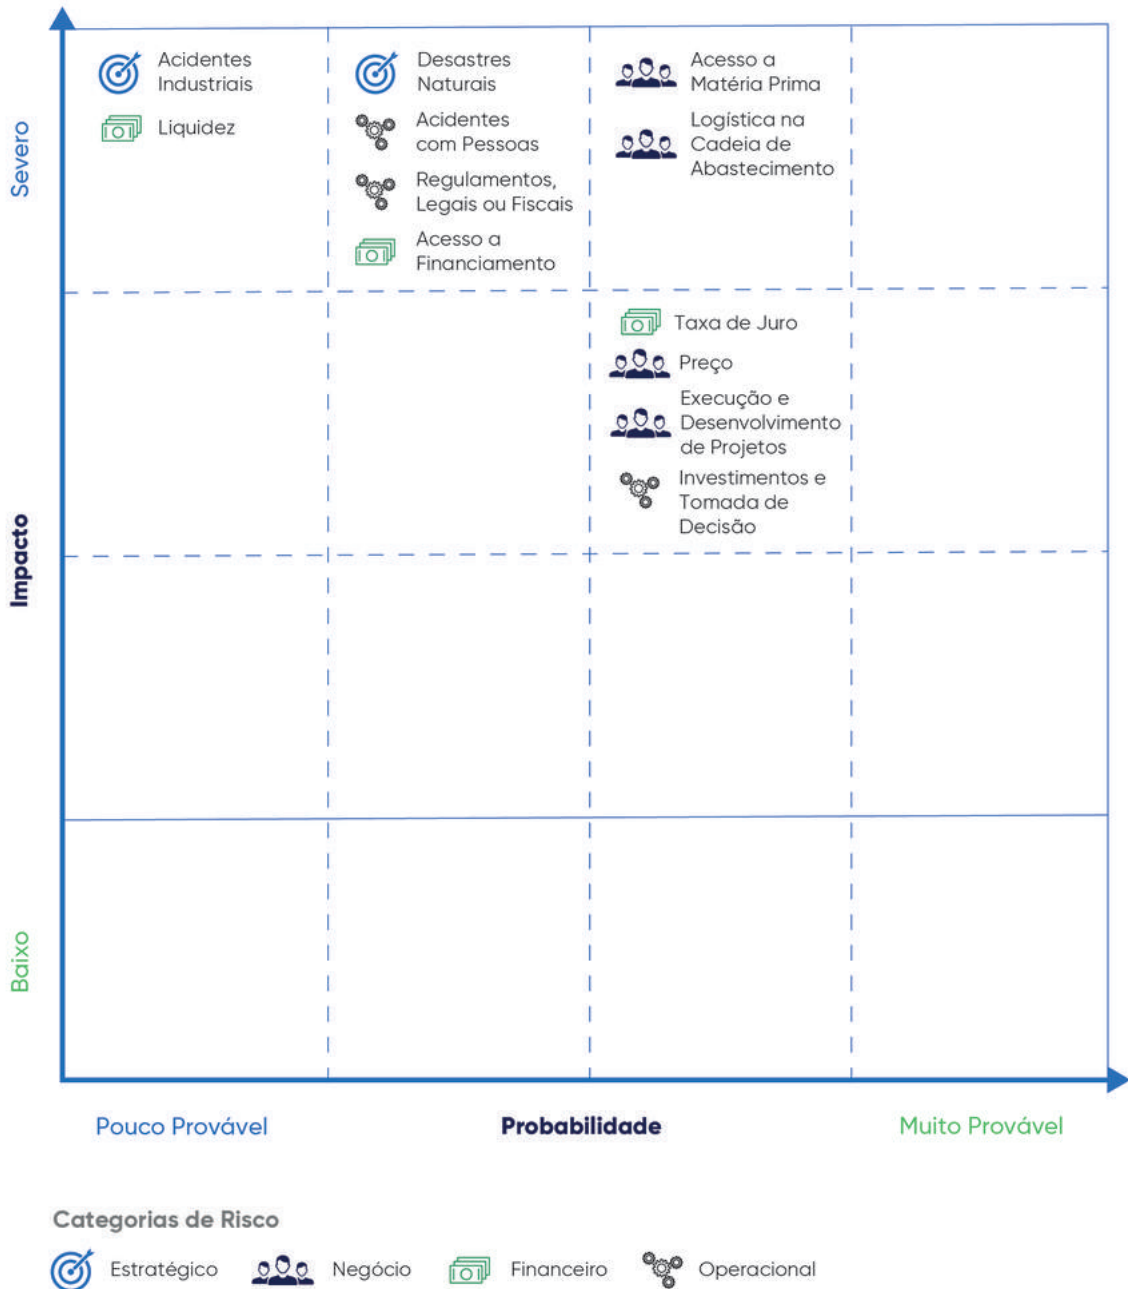 Severo
Acidentes
Industriais
Liquidez
Desastres
Naturais
Acidentes
com Pessoas
Regulamentos,
Legais ou Fiscais
Acesso a
Financiamento
Acesso a
Matéria Prima
Logística na
Cadeia de
Abastecimento
Taxa de Juro
Preço
Execução e
Desenvolvimento
de Projetos
Investimentos e
Tomada de
Decisão
Impacto
Baixo
Pouco Provável
Probabilidade
Muito Provável
Categorias de Risco
Estratégico
Negócio
Financeiro
Operacional